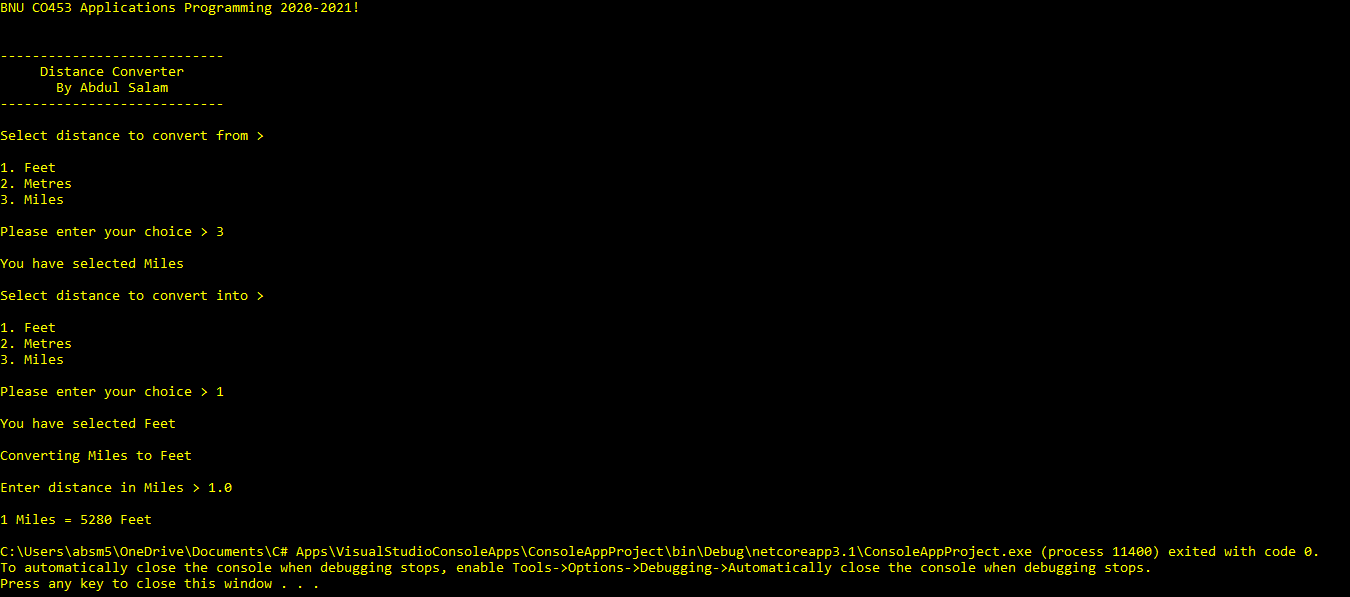 BNU CO453 Applications Programming 2020-2021!
----------------------------
Distance Converter
By Abdul Salam
----------------------------
Select distance to convert from >
1. Feet
2. Metres
3. Miles
Please enter your choice > 3
You have selected Miles
Select distance to convert into >
1. Feet
2. Metres
3. Miles
Please enter your choice > 1
You have selected Feet
Converting Miles to Feet
Enter distance in Miles > 1.0
1 Miles = 5280 Feet
C:\Users\absm5\OneDrive\Documents\C# Apps\VisualStudioConsoleApps\ConsoleAppProject\bin\Debug\netcoreapp3.1\ConsoleAppProject.exe (process 11400) exited with code 0.
To automatically close the console when debugging stops, enable Tools->Options->Debugging->Automatically close the console when debugging stops.
Press any key to close this window . . .